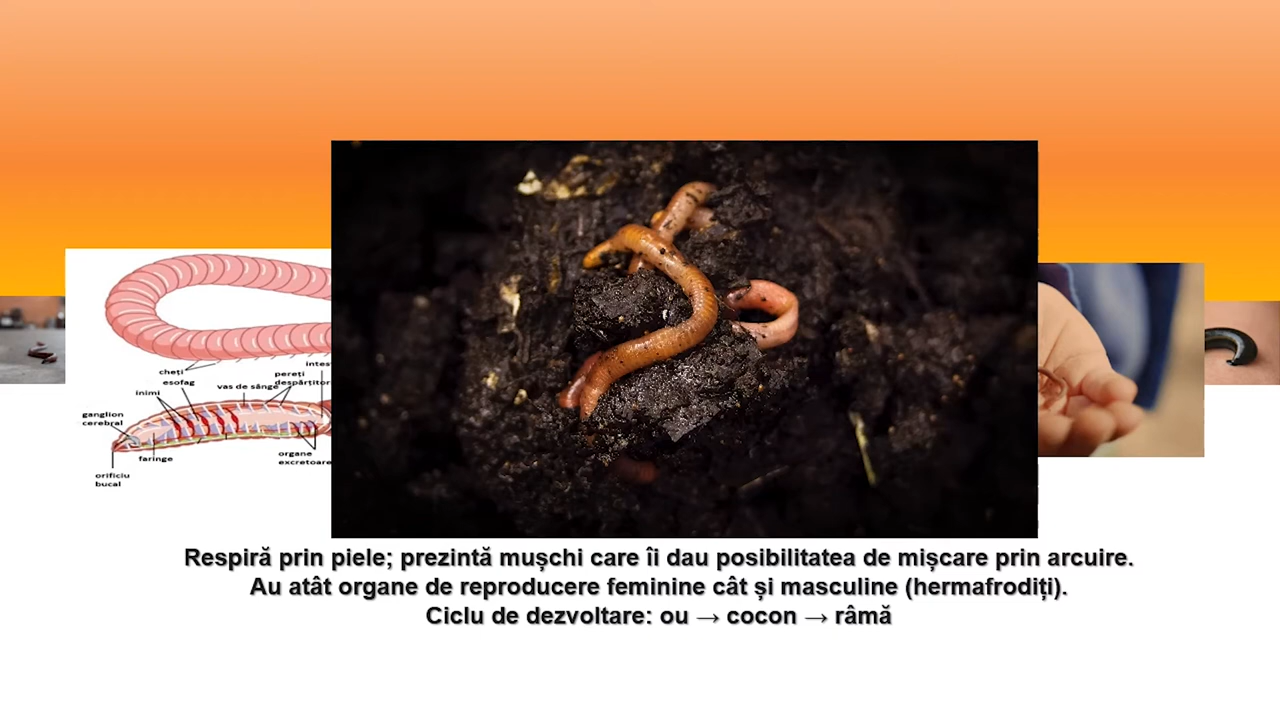 cheți
esofag
inimi
vas de sânge
pereți
despărțitor
ganglion
cerebral
faringe
organe
excretoare
orificiu
bucal
Respiră prin piele; prezintă mușchi care îi dau posibilitatea de mișcare prin arcuire.
Au atât organe de reproducere feminine cât și masculine (hermafrodiți).
Ciclu de dezvoltare: ou → cocon → râmă